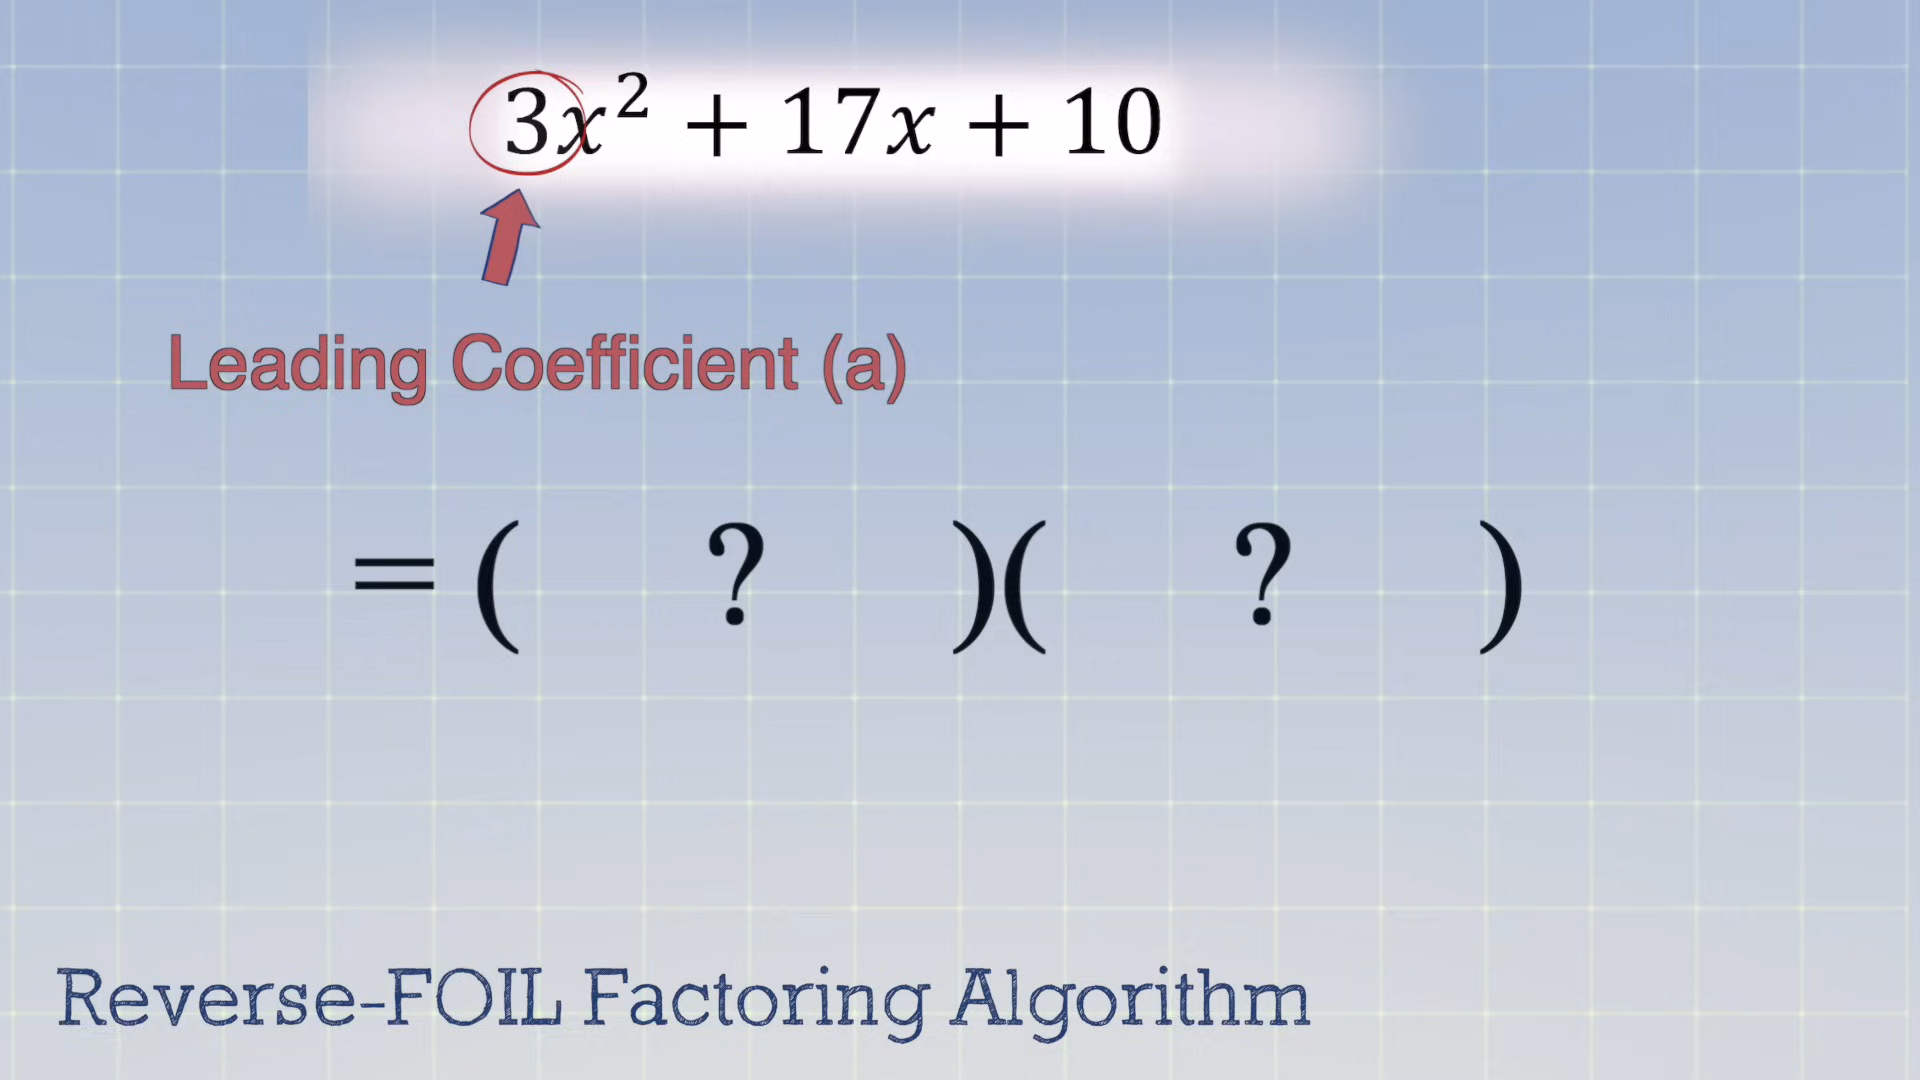 3x² + 17x + 10
Leading Coefficient (a)
= ( ? )( ? )
Reverse-FOIL Factoring Algorithm